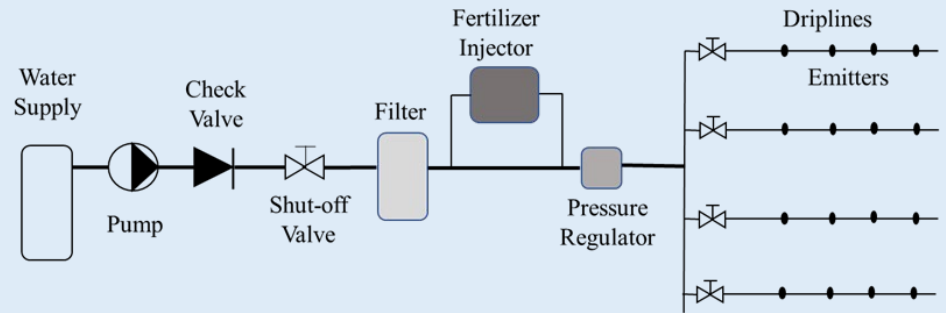 Water
Supply
Pump
Check
Valve
Shut-off
Valve
Filter
Fertilizer
Injector
Pressure
Regulator
Driplines
Emitters